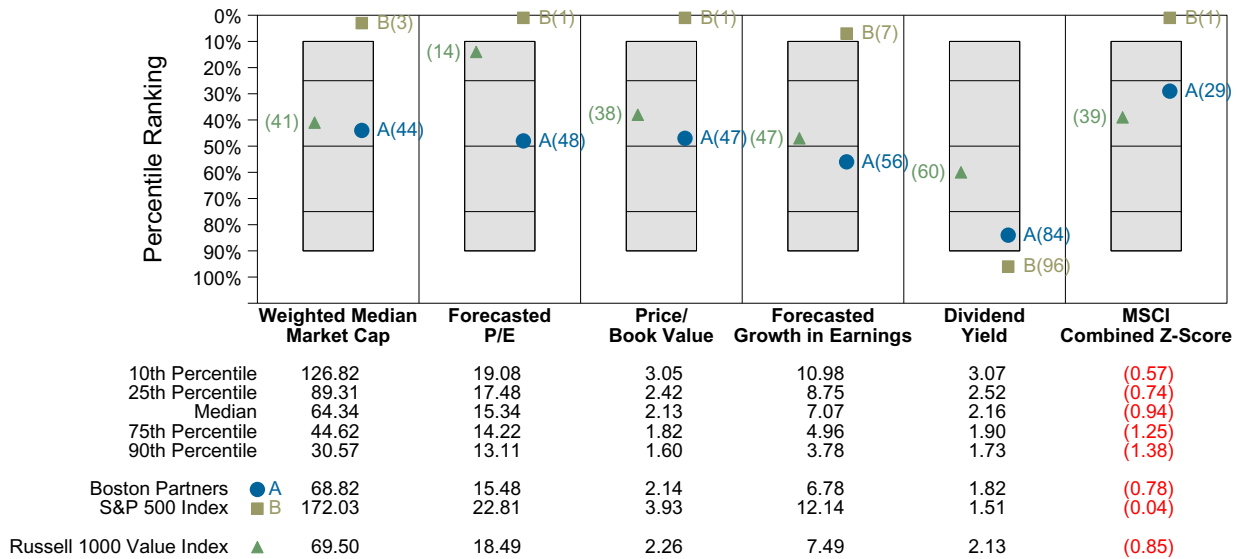 Percentile Ranking
0%
10%
20%
30%
40%
50%
60%
70%
80%
90%
100%
B(3)
(41)
A(44)
B(1)
(14)
A(48)
B(1)
(38)
A(47)
B(7)
(47)
A(56)
(60)
A(84)
B(96)
B(1)
A(29)
(39)
Weighted Median
Market Cap
Forecasted
P/E
Price/
Book Value
Forecasted
Growth in Earnings
Dividend
Yield
MSCI
Combined Z-Score
10th Percentile 126.82 19.08 3.05 10.98 3.07 (0.57)
25th Percentile 89.31 17.48 2.42 8.75 2.52 (0.74)
Median 64.34 15.34 2.13 7.07 2.16 (0.94)
75th Percentile 44.62 14.22 1.82 4.96 1.90 (1.25)
90th Percentile 30.57 13.11 1.60 3.78 1.73 (1.38)
Boston Partners A 68.82 15.48 2.14 6.78 1.82 (0.78)
S&P 500 Index B 172.03 22.81 3.93 12.14 1.51 (0.04)
Russell 1000 Value Index 69.50 18.49 2.26 7.49 2.13 (0.85)